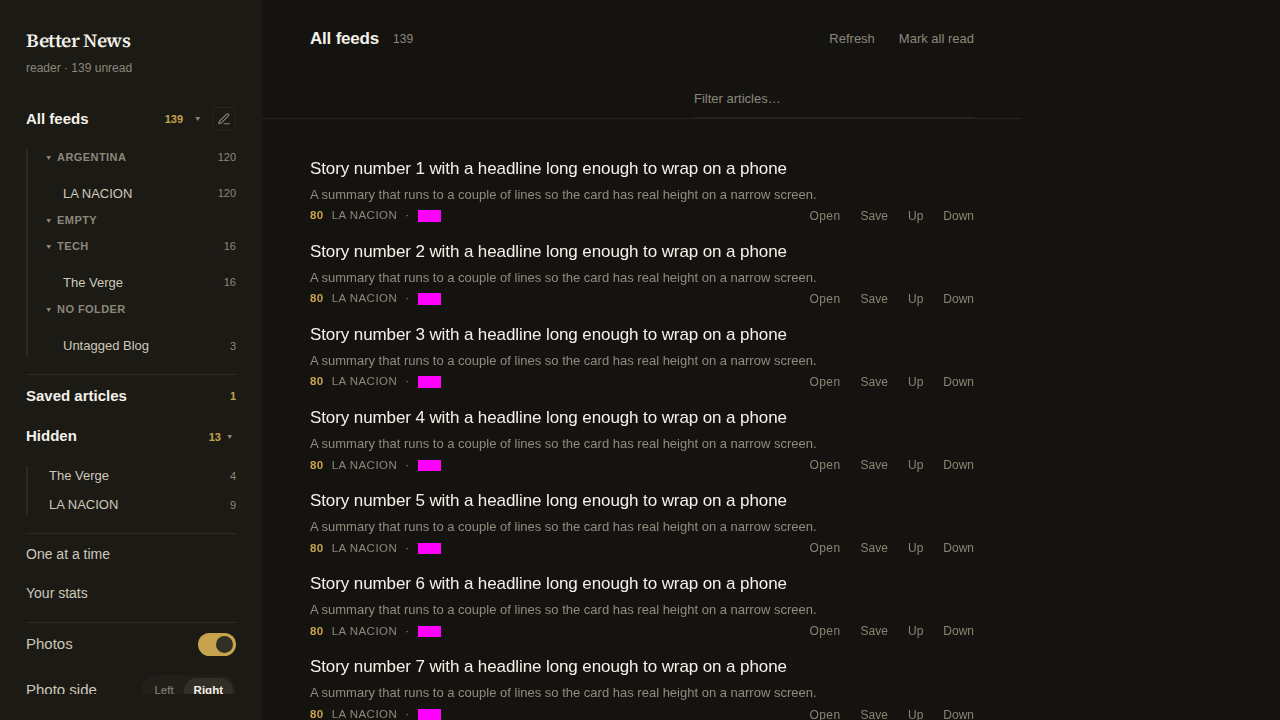 Better News
reader · 139 unread
All feeds 139
ARGENTINA 120
LA NACION 120
EMPTY
TECH 16
The Verge 16
NO FOLDER
Untagged Blog 3
Saved articles 1
Hidden 13
The Verge 4
LA NACION 9
One at a time
Your stats
Photos
Photo side Left Right
All feeds 139 Refresh Mark all read
Filter articles…
Story number 1 with a headline long enough to wrap on a phone
A summary that runs to a couple of lines so the card has real height on a narrow screen.
80 LA NACION · Open Save Up Down
Story number 2 with a headline long enough to wrap on a phone
A summary that runs to a couple of lines so the card has real height on a narrow screen.
80 LA NACION · Open Save Up Down
Story number 3 with a headline long enough to wrap on a phone
A summary that runs to a couple of lines so the card has real height on a narrow screen.
80 LA NACION · Open Save Up Down
Story number 4 with a headline long enough to wrap on a phone
A summary that runs to a couple of lines so the card has real height on a narrow screen.
80 LA NACION · Open Save Up Down
Story number 5 with a headline long enough to wrap on a phone
A summary that runs to a couple of lines so the card has real height on a narrow screen.
80 LA NACION · Open Save Up Down
Story number 6 with a headline long enough to wrap on a phone
A summary that runs to a couple of lines so the card has real height on a narrow screen.
80 LA NACION · Open Save Up Down
Story number 7 with a headline long enough to wrap on a phone
A summary that runs to a couple of lines so the card has real height on a narrow screen.
80 LA NACION · Open Save Up Down